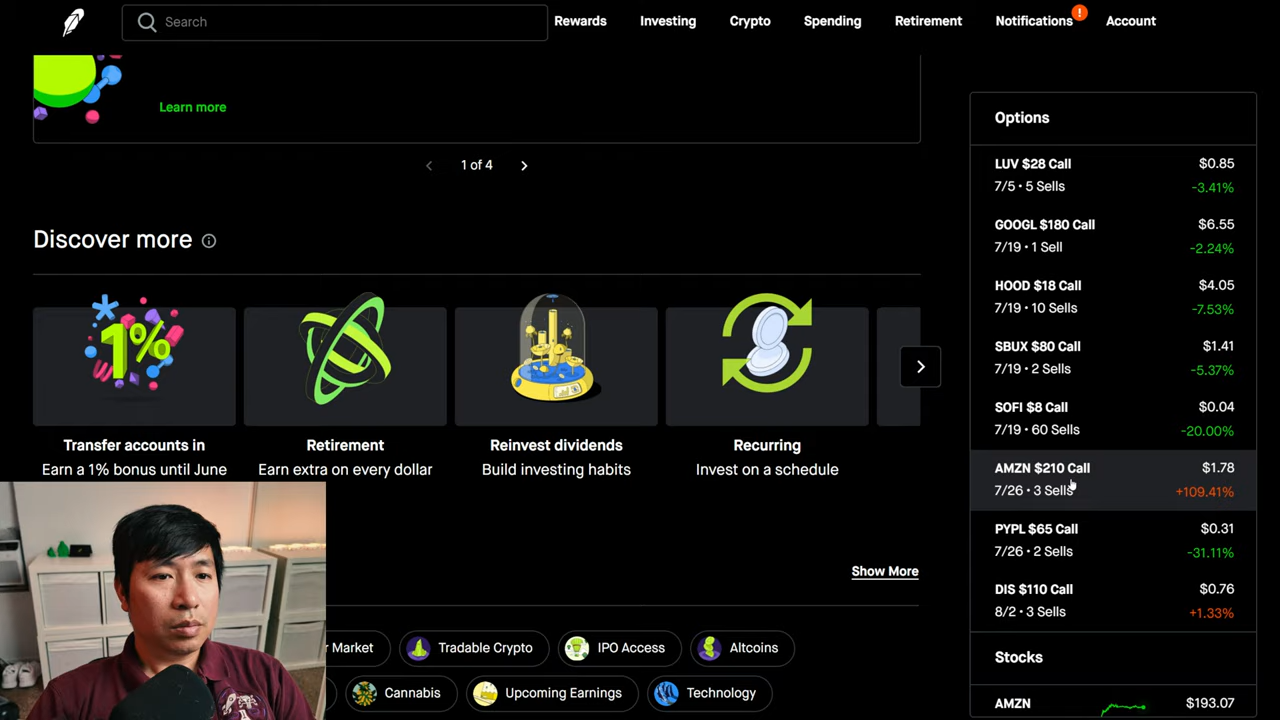 Search
Rewards
Investing
Crypto
Spending
Retirement
Notifications
!
Account
Learn more
1 of 4
Discover more
1%
Transfer accounts in
Earn a 1% bonus until June
Retirement
Earn extra on every dollar
Reinvest dividends
Build investing habits
Recurring
Invest on a schedule
Show More
Market
Tradable Crypto
IPO Access
Altcoins
Cannabis
Upcoming Earnings
Technology
Options
LUV $28 Call $0.85
7/5 • 5 Sells -3.41%
GOOGL $180 Call $6.55
7/19 • 1 Sell -2.24%
HOOD $18 Call $4.05
7/19 • 10 Sells -7.53%
SBUX $80 Call $1.41
7/19 • 2 Sells -5.37%
SOFI $8 Call $0.04
7/19 • 60 Sells -20.00%
AMZN $210 Call $1.78
7/26 • 3 Sells +109.41%
PYPL $65 Call $0.31
7/26 • 2 Sells -31.11%
DIS $110 Call $0.76
8/2 • 3 Sells +1.33%
Stocks
AMZN $193.07